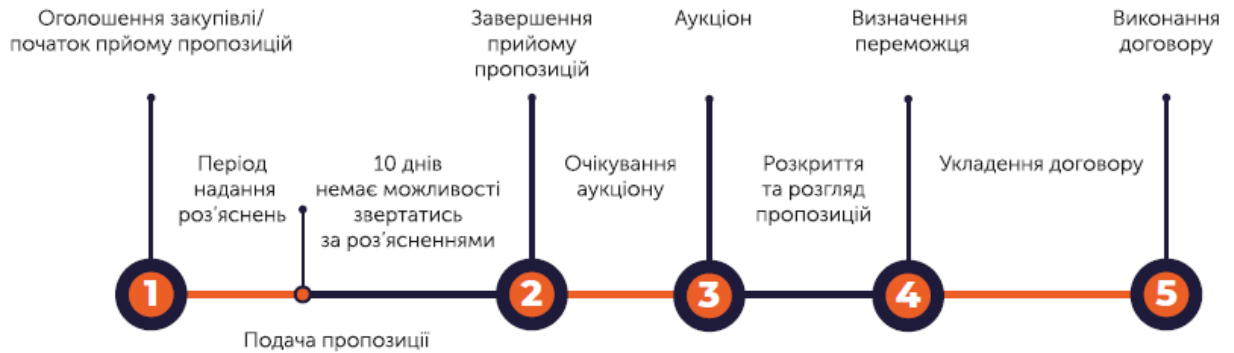 Оголошення закупівлі/
початок прйому пропозицій
Завершення
прийому
пропозицій
Аукціон
Визначення
переможця
Виконання
договору
Період
надання
роз’яснень
10 днів
немає можливості
звертатись
за роз’ясненнями
Очікування
аукціону
Розкриття
та розгляд
пропозицій
Укладення договору
1
2
3
4
5
Подача пропозиції